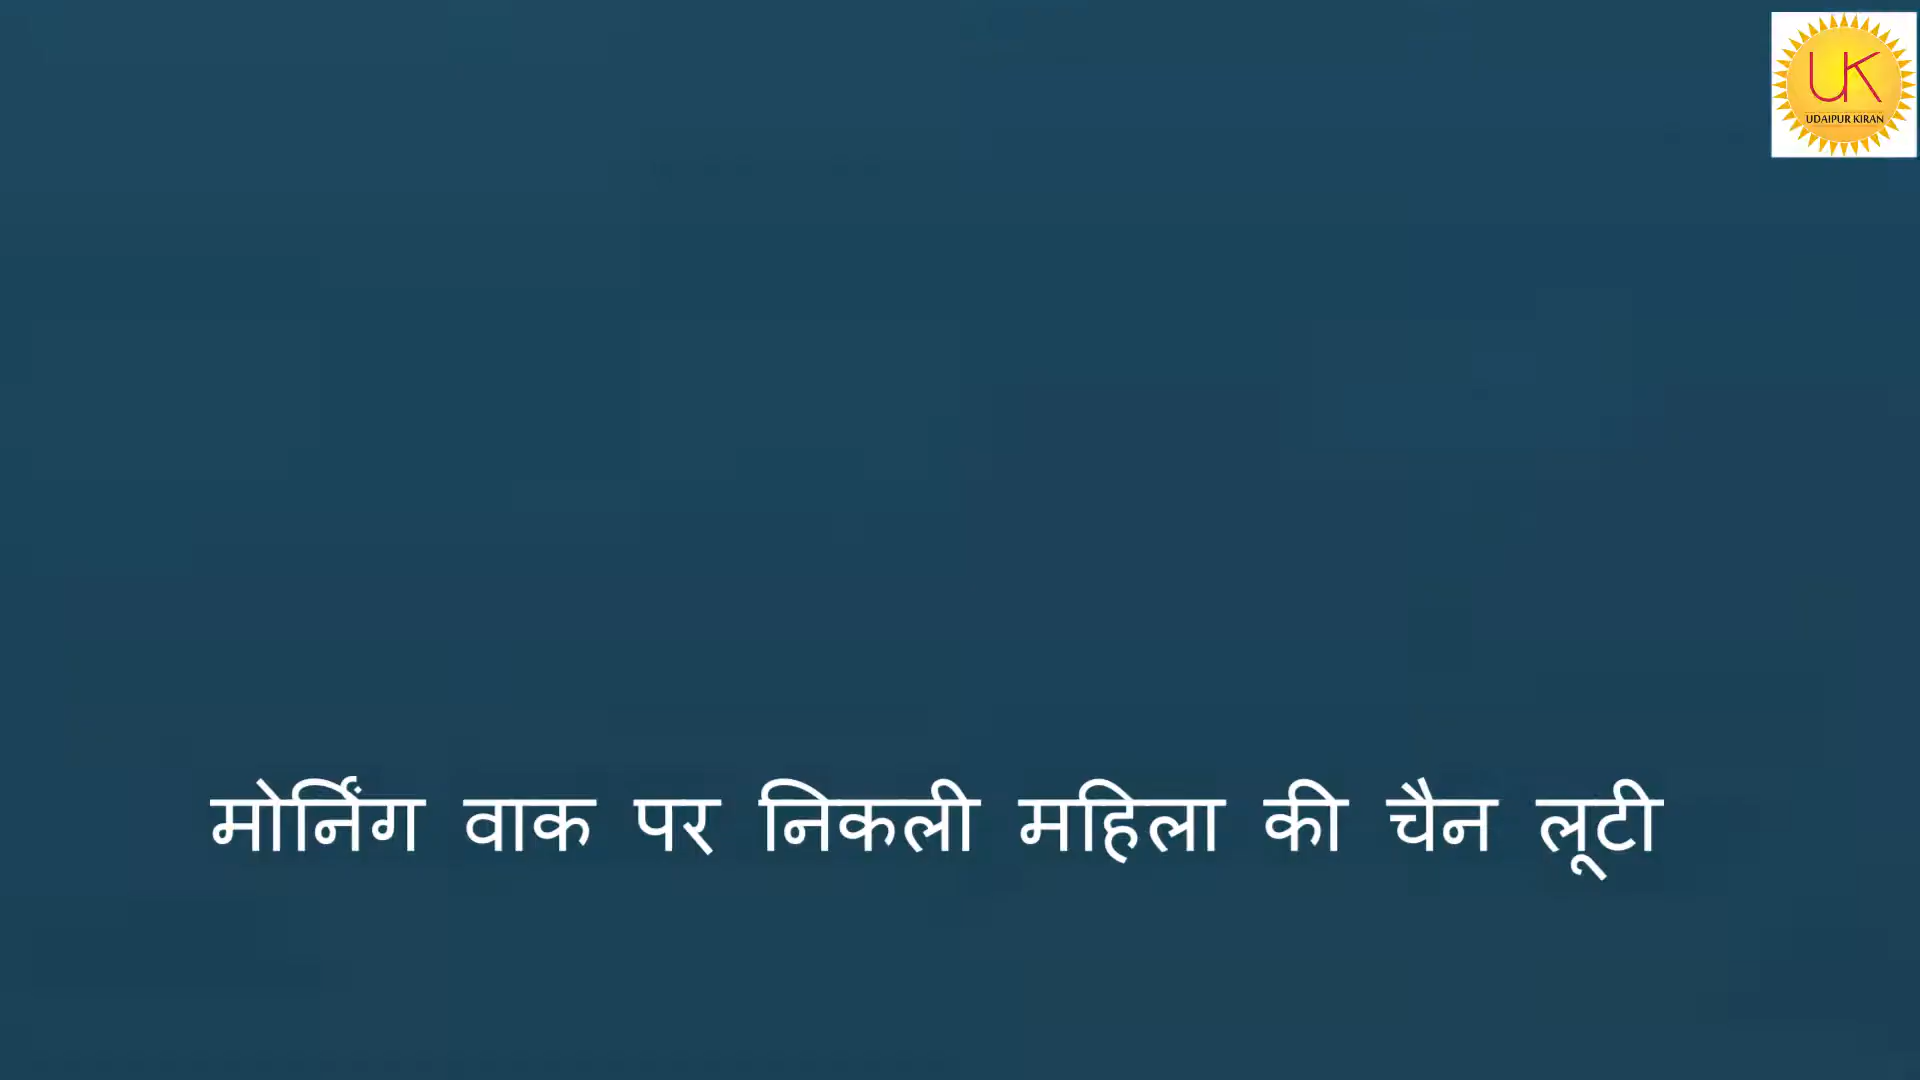 UK
UDAIPUR KIRAN
मोर्निंग वाक पर निकली महिला की चैन लूटी